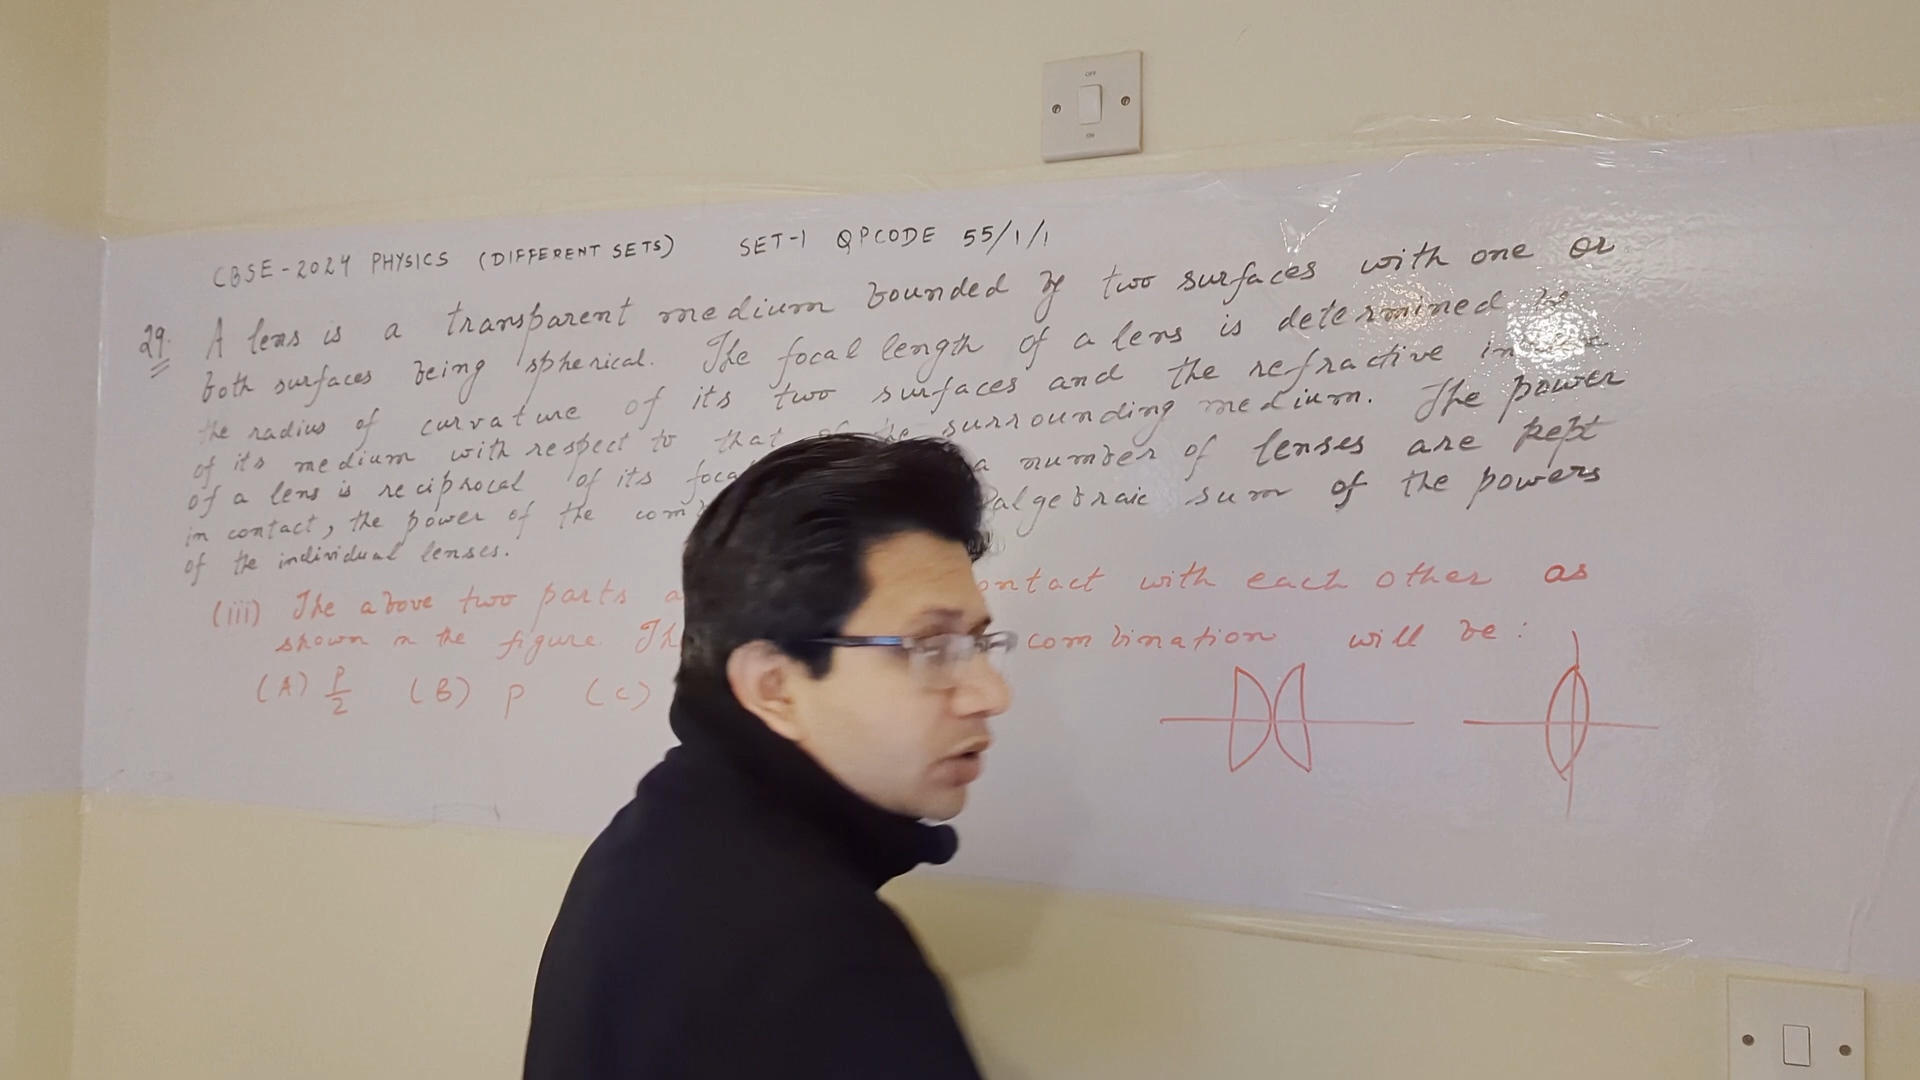 OFF
ON
CBSE-2024 PHYSICS (DIFFERENT SETS) SET-1 QPCODE 55/1/1
29. A lens is a transparent medium bounded by two surfaces with one or
both surfaces being spherical. The focal length of a lens is determined by
the radius of curvature of its two surfaces and the refractive
of its medium with respect to that of the surrounding medium. The power
of a lens is reciprocal of its focal a number of lenses are kept
in contact, the power of the algebraic sum of the powers
of the individual lenses.
(iii) The above two parts contact with each other as
shown in the figure. combination will be:
(A) P/2 (B) P (C)